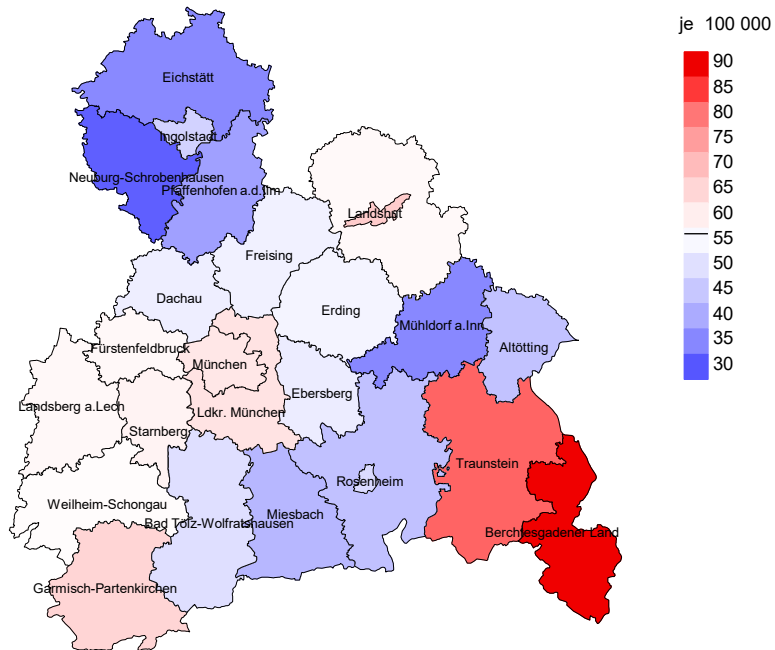 je 100 000
90
85
80
75
70
65
60
55
50
45
40
35
30
Eichstätt
Ingolstadt
Neuburg-Schrobenhausen
Pfaffenhofen a.d.Ilm
Landshut
Freising
Dachau
Erding
Mühldorf a.Inn
Altötting
Fürstenfeldbruck
München
Ebersberg
Landsberg a.Lech
Ldkr. München
Starnberg
Traunstein
Rosenheim
Weilheim-Schongau
Miesbach
Bad Tölz-Wolfratshausen
Berchtesgadener Land
Garmisch-Partenkirchen